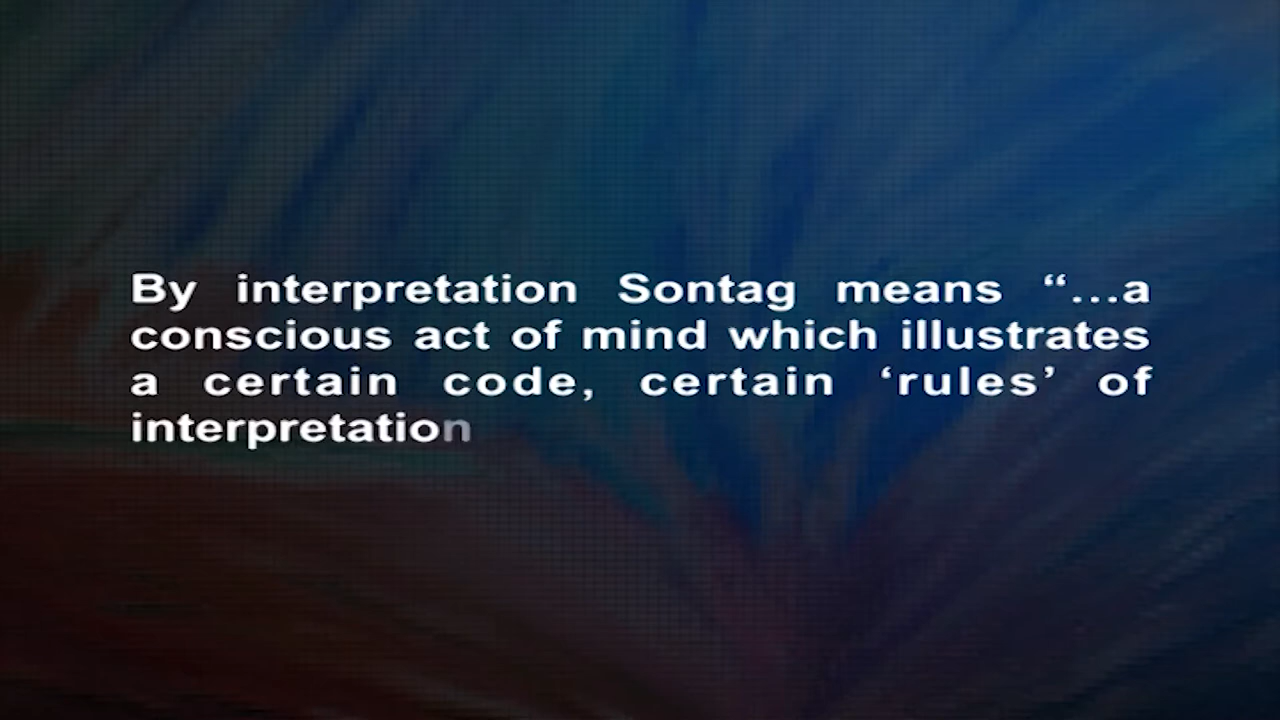 By interpretation Sontag means “...a
conscious act of mind which illustrates
a certain code, certain ‘rules’ of
interpretation